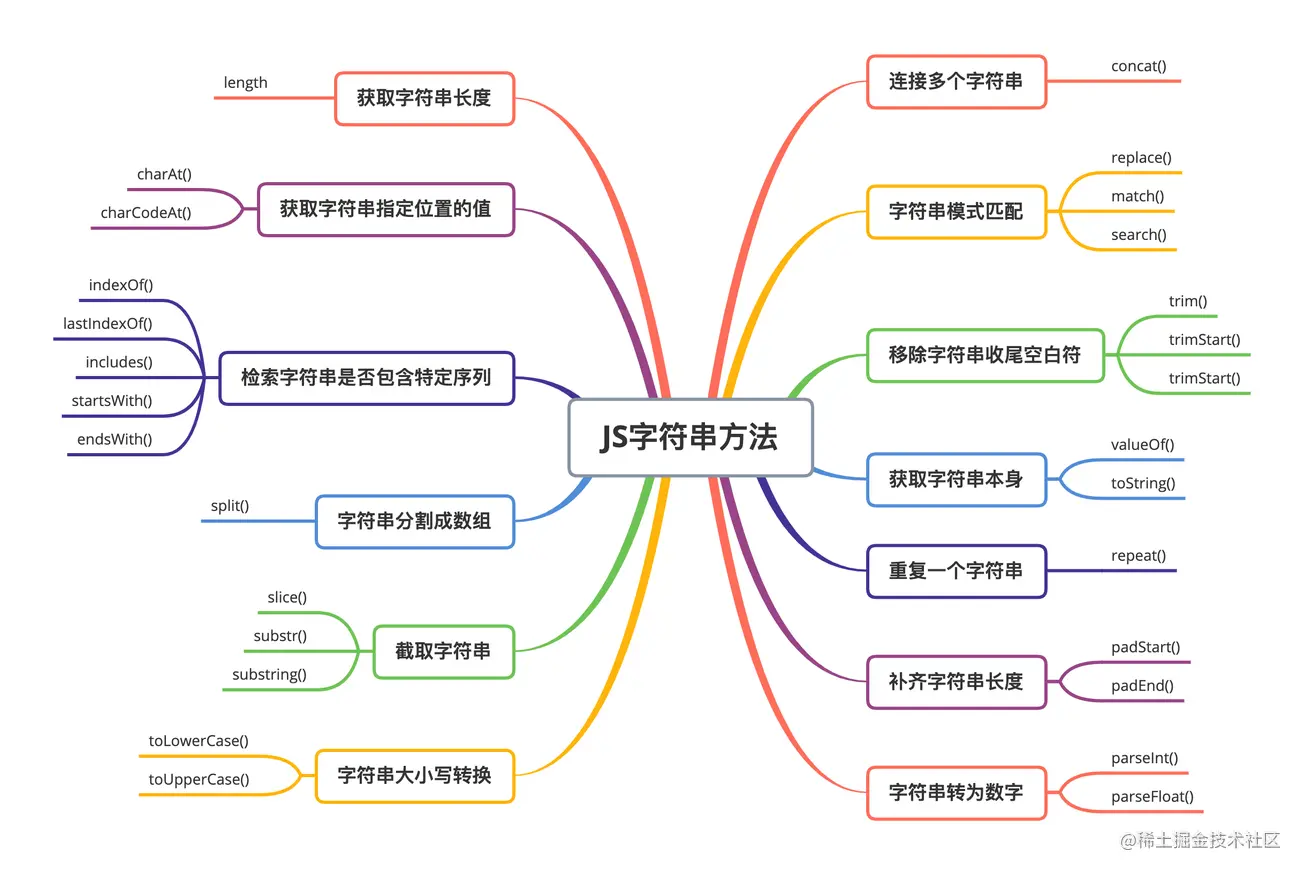 JS字符串方法
获取字符串长度
length
获取字符串指定位置的值
charAt()
charCodeAt()
检索字符串是否包含特定序列
indexOf()
lastIndexOf()
includes()
startsWith()
endsWith()
字符串分割成数组
split()
截取字符串
slice()
substr()
substring()
字符串大小写转换
toLowerCase()
toUpperCase()
连接多个字符串
concat()
字符串模式匹配
replace()
match()
search()
移除字符串收尾空白符
trim()
trimStart()
trimStart()
获取字符串本身
valueOf()
toString()
重复一个字符串
repeat()
补齐字符串长度
padStart()
padEnd()
字符串转为数字
parseInt()
parseFloat()
@稀土掘金技术社区